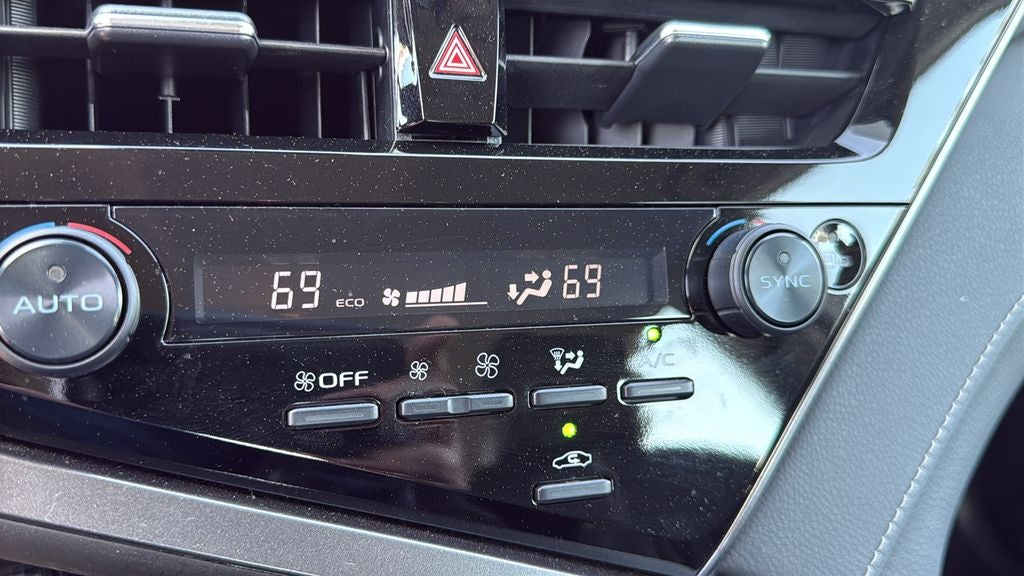 69 ECO 69
AUTO
SYNC
OFF
A/C